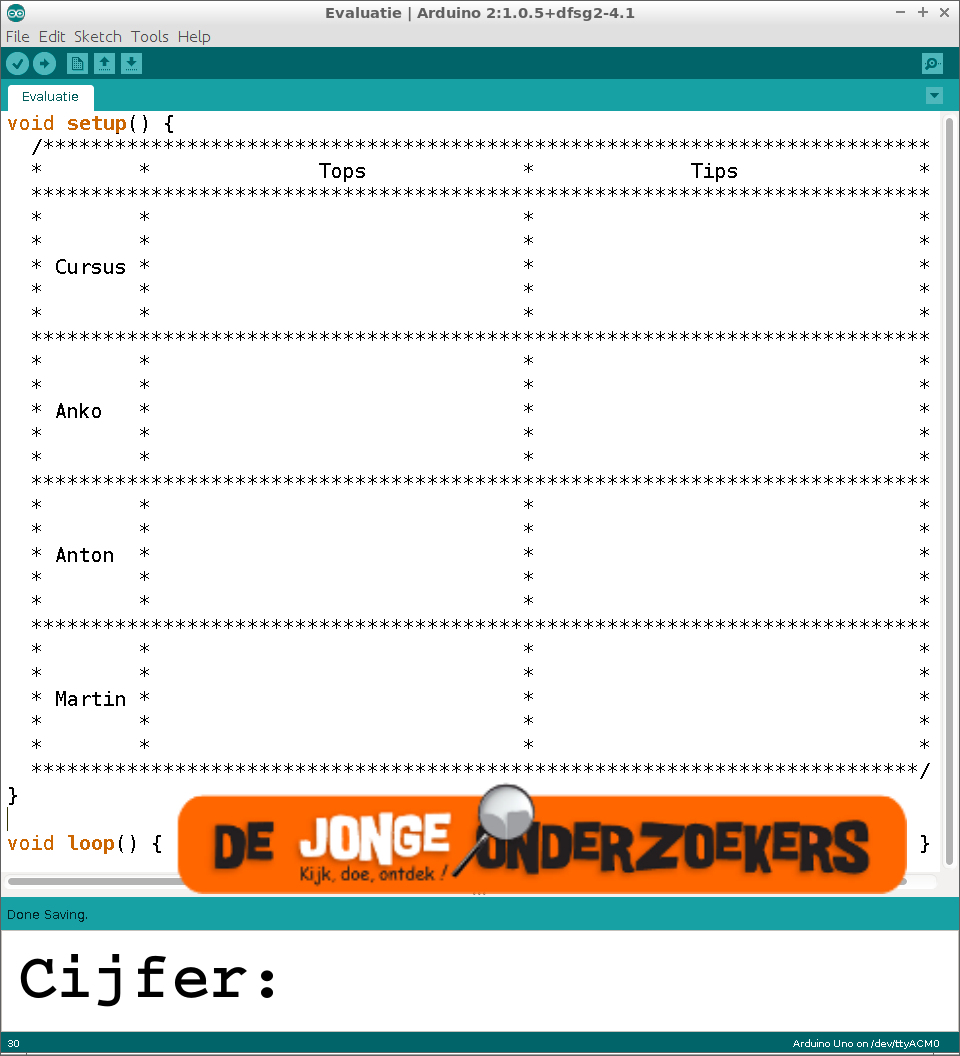 Evaluatie | Arduino 2:1.0.5+dfsg2-4.1
File Edit Sketch Tools Help
Evaluatie
void setup() {
  /**************************************************************************
  *        *              Tops             *             Tips               *
  ***************************************************************************
  *        *                               *                                *
  *        *                               *                                *
  * Cursus *                               *                                *
  *        *                               *                                *
  *        *                               *                                *
  ***************************************************************************
  *        *                               *                                *
  *        *                               *                                *
  * Anko   *                               *                                *
  *        *                               *                                *
  *        *                               *                                *
  ***************************************************************************
  *        *                               *                                *
  *        *                               *                                *
  * Anton  *                               *                                *
  *        *                               *                                *
  *        *                               *                                *
  ***************************************************************************
  *        *                               *                                *
  *        *                               *                                *
  * Martin *                               *                                *
  *        *                               *                                *
  *        *                               *                                *
  **************************************************************************/
}
void loop() { }
DE JONGE ONDERZOEKERS
Kijk, doe, ontdek !
Done Saving.
Cijfer:
30 Arduino Uno on /dev/ttyACM0